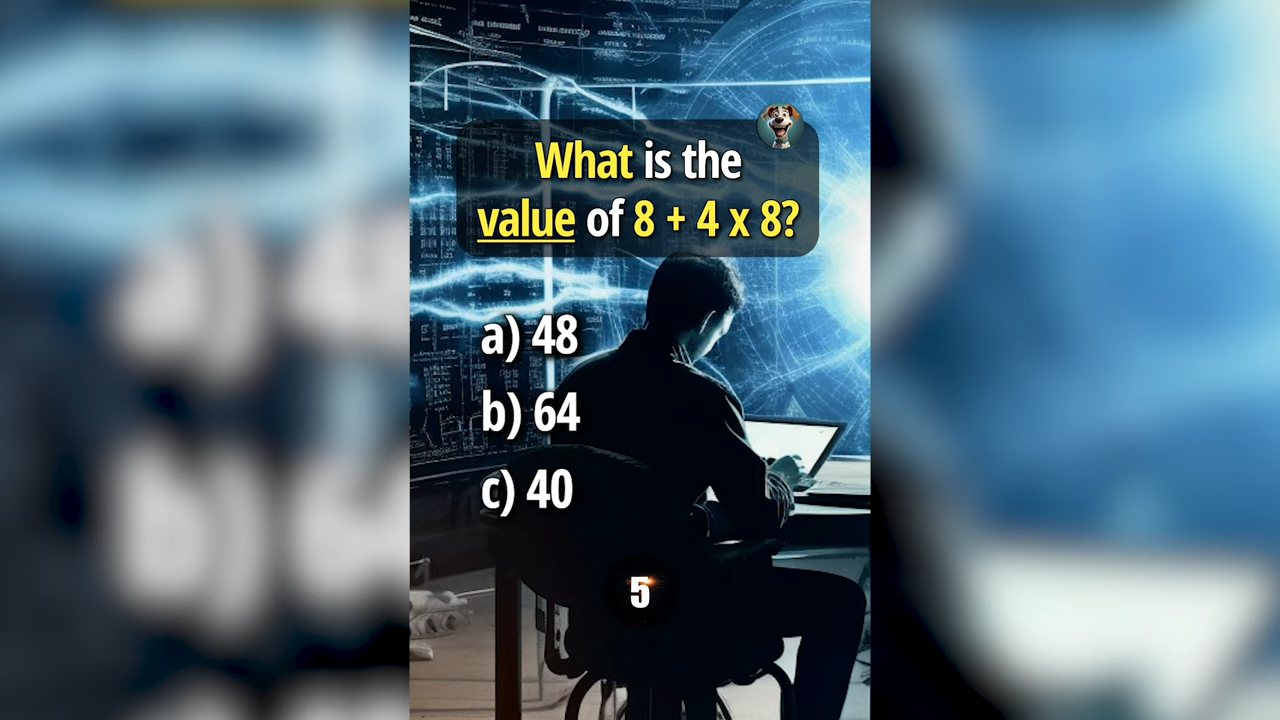 What is the
value of 8 + 4 x 8?
a) 48
b) 64
c) 40
5